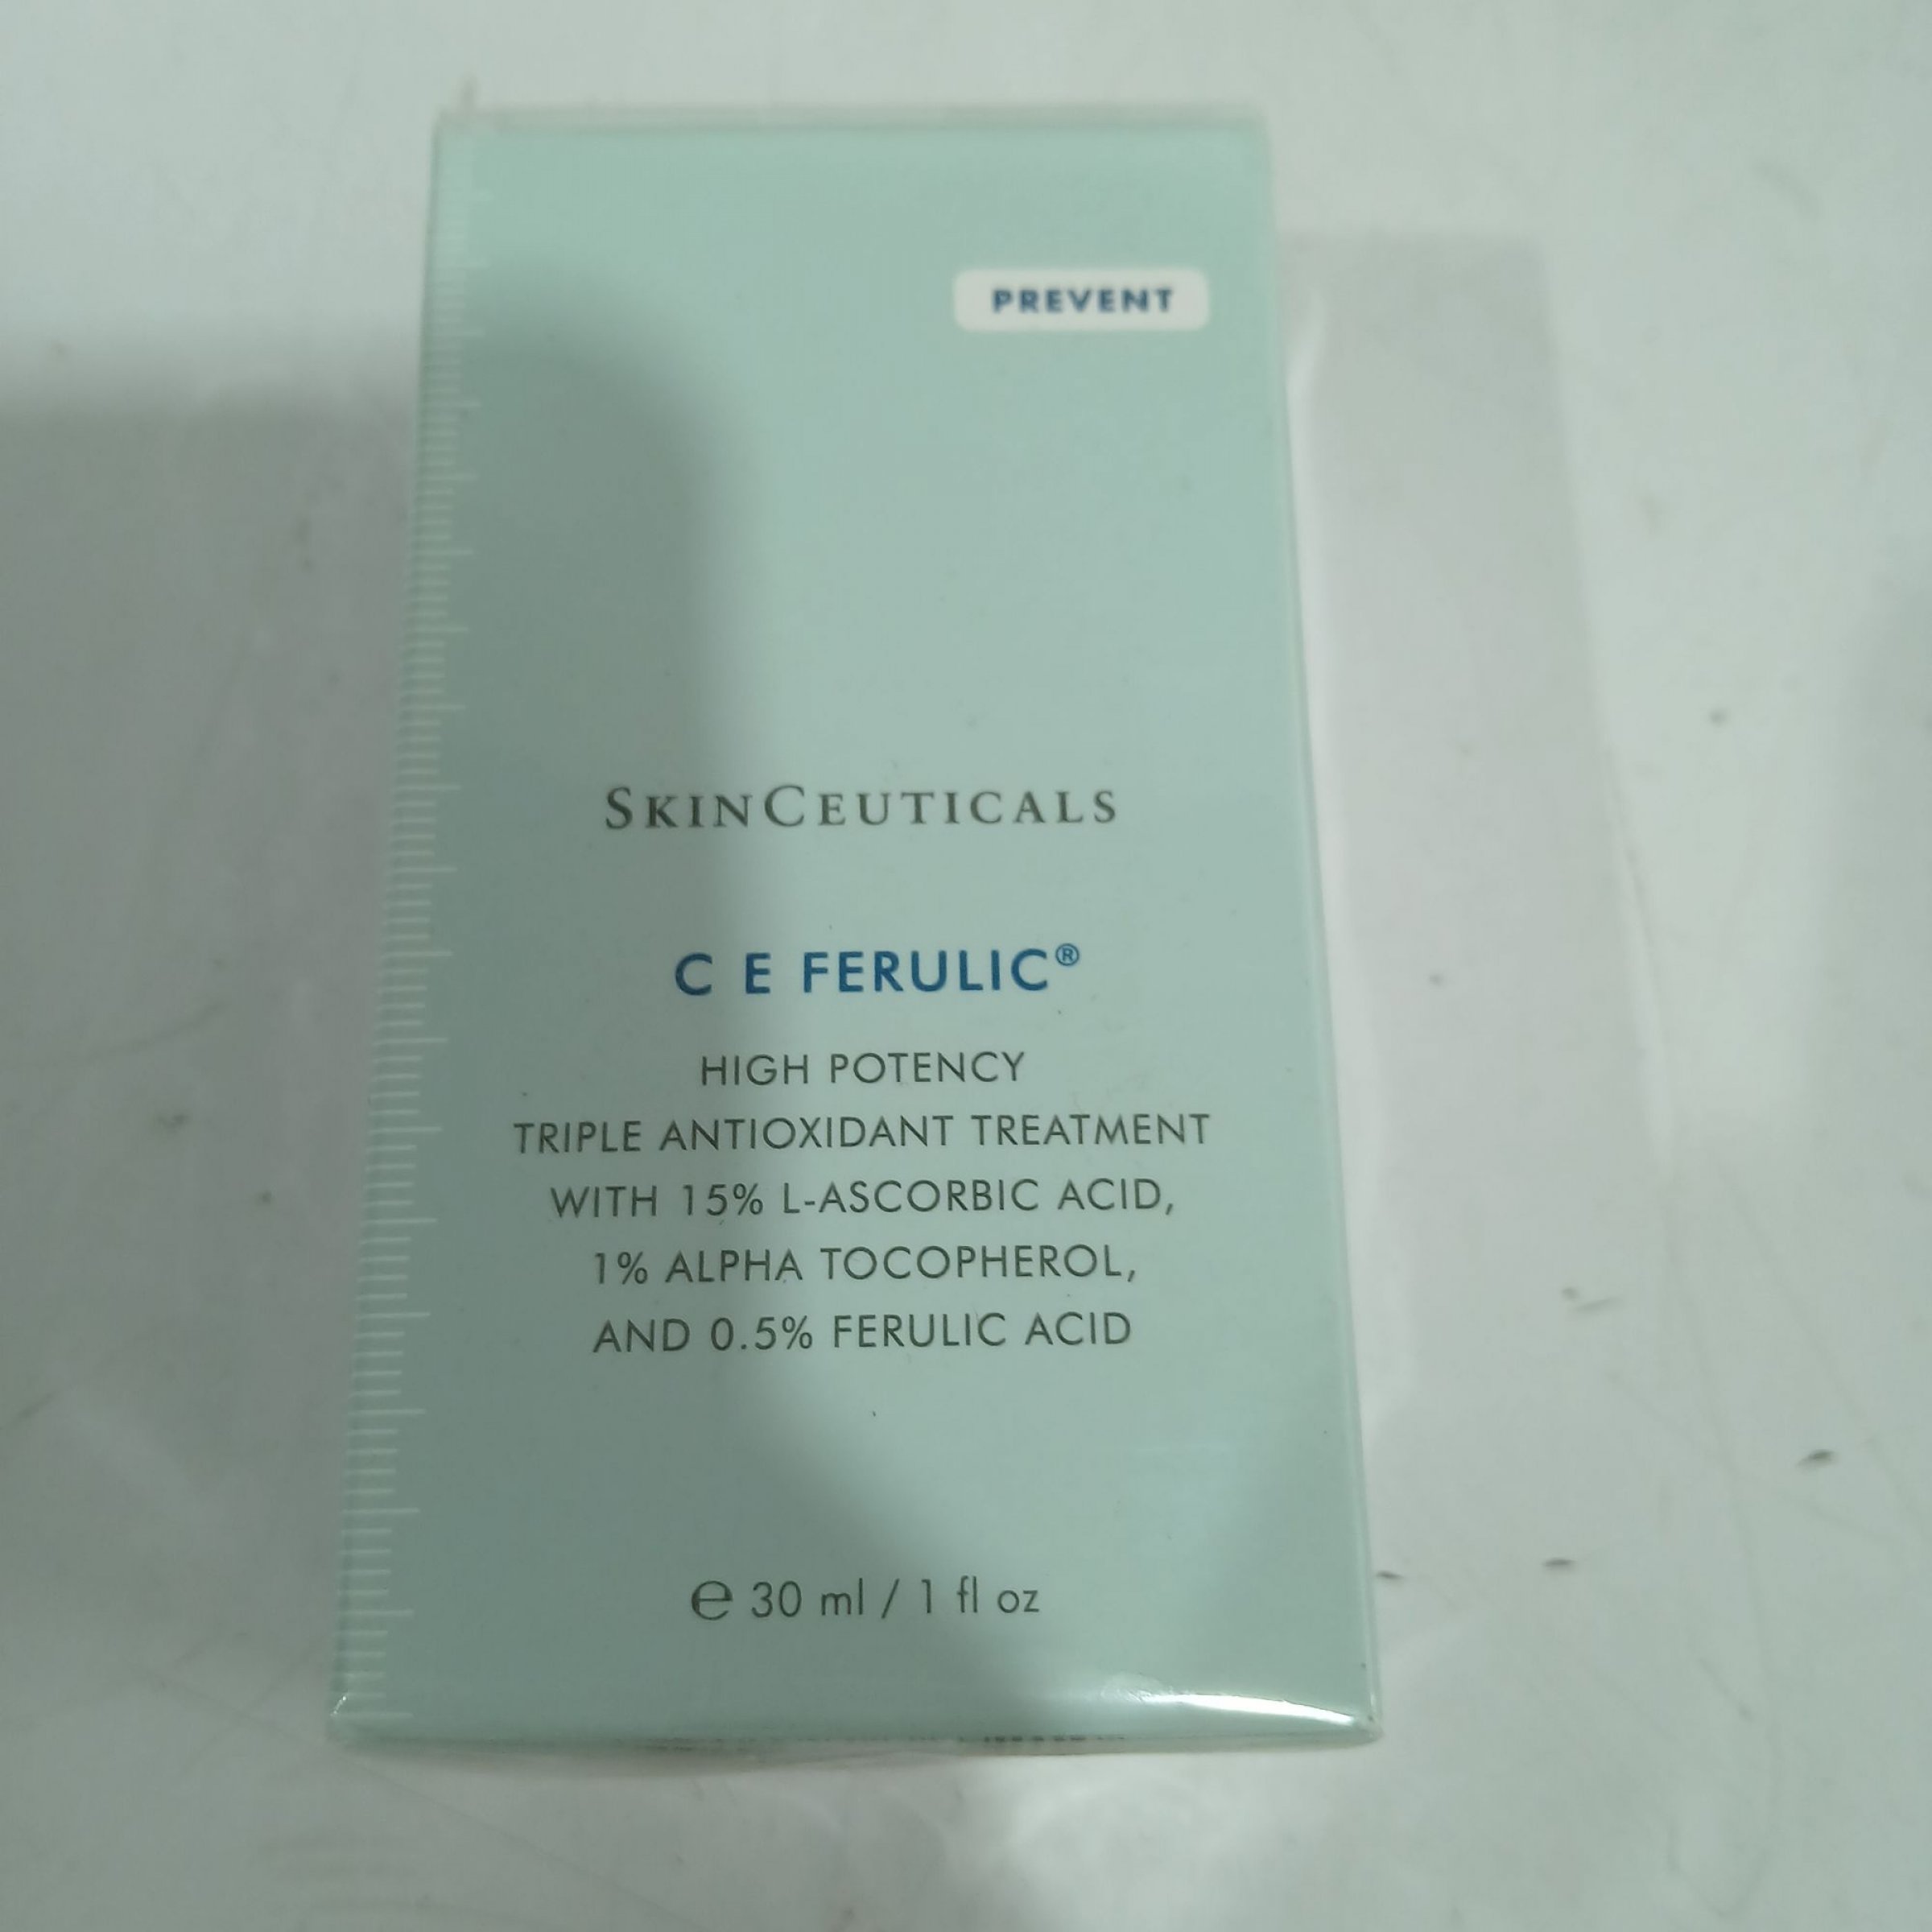 PREVENT
SKINCEUTICALS
C E FERULIC®
HIGH POTENCY
TRIPLE ANTIOXIDANT TREATMENT
WITH 15% L-ASCORBIC ACID,
1% ALPHA TOCOPHEROL,
AND 0.5% FERULIC ACID
℮ 30 ml / 1 fl oz